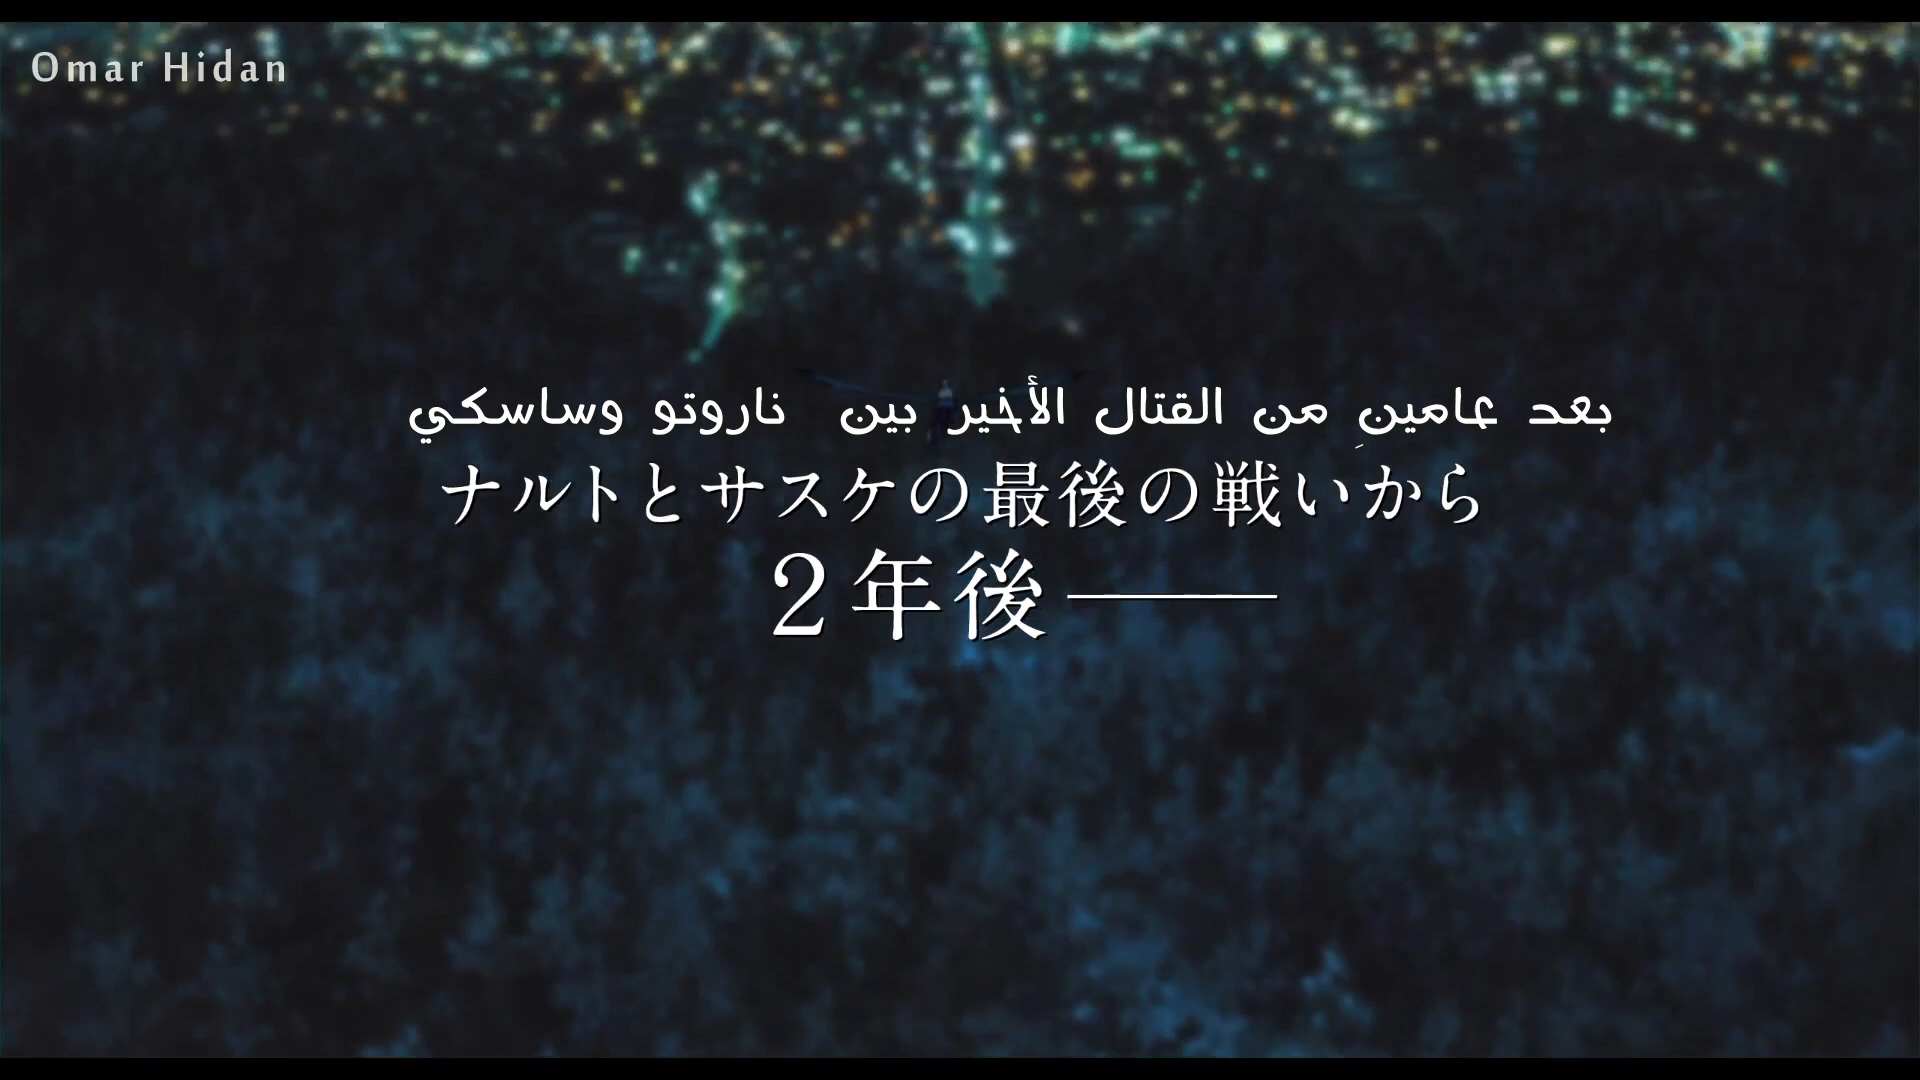 Omar Hidan
بعد عامينِ من القتال الأخير بين ناروتو وساسكي
ナルトとサスケの最後の戦いから
２年後――